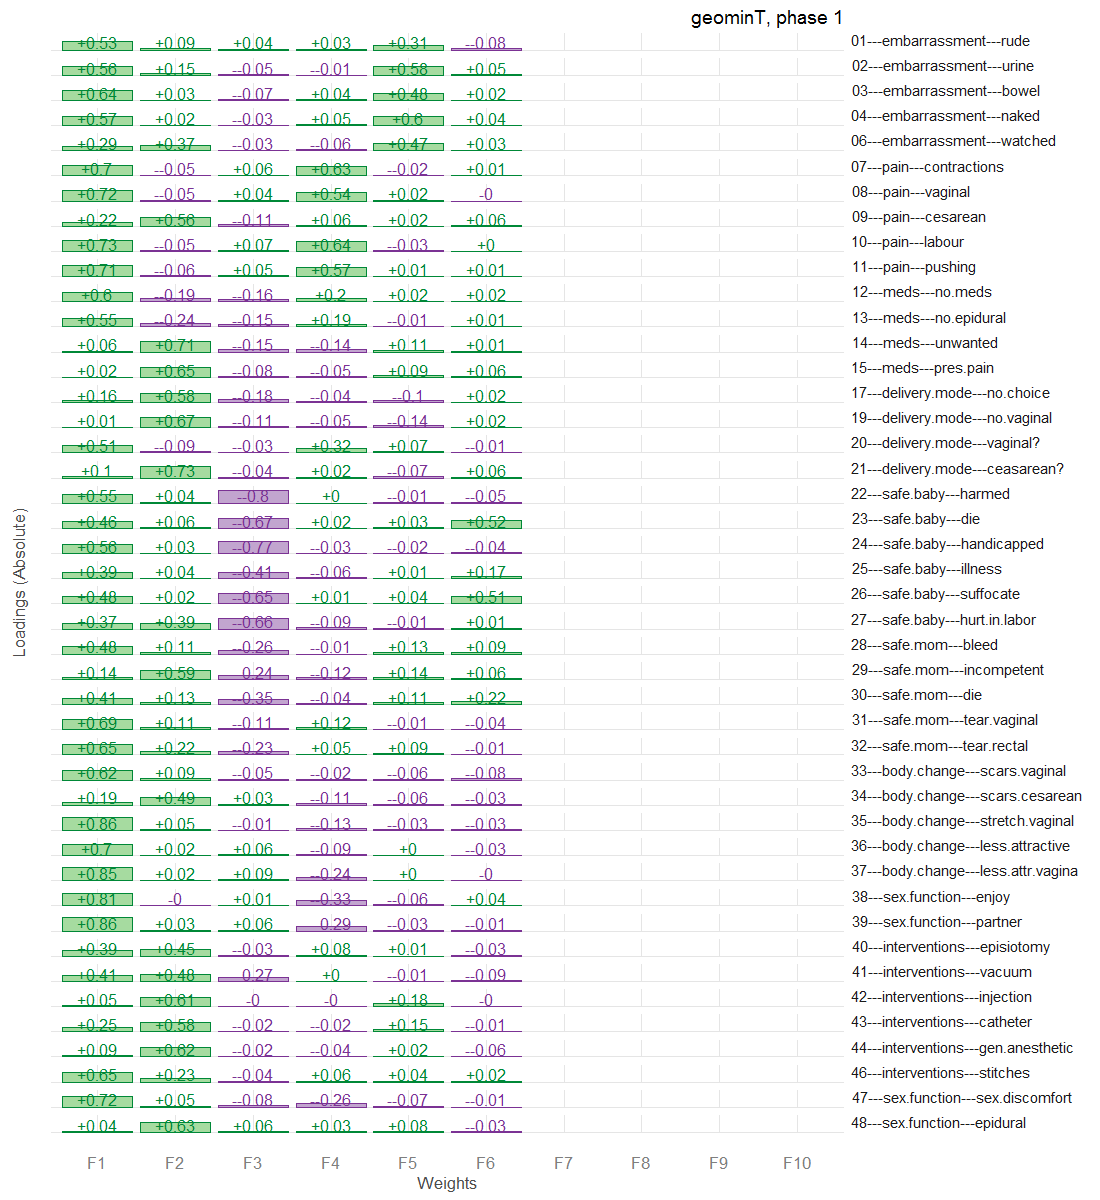 geominT, phase 1
+0.53 +0.09 +0.04 +0.03 +0.31 --0.08 01---embarrassment---rude
+0.56 +0.15 --0.05 --0.01 +0.58 +0.05 02---embarrassment---urine
+0.64 +0.03 --0.07 +0.04 +0.48 +0.02 03---embarrassment---bowel
+0.57 +0.02 --0.03 +0.05 +0.6 +0.04 04---embarrassment---naked
+0.29 +0.37 --0.03 --0.06 +0.47 +0.03 06---embarrassment---watched
+0.7 --0.05 +0.06 +0.63 --0.02 +0.01 07---pain---contractions
+0.72 --0.05 +0.04 +0.54 +0.02 -0 08---pain---vaginal
+0.22 +0.56 --0.11 +0.06 +0.02 +0.06 09---pain---cesarean
+0.73 --0.05 +0.07 +0.64 --0.03 +0 10---pain---labour
+0.71 --0.06 +0.05 +0.57 +0.01 +0.01 11---pain---pushing
+0.6 --0.19 --0.16 +0.2 +0.02 +0.02 12---meds---no.meds
+0.55 --0.24 --0.15 +0.19 --0.01 +0.01 13---meds---no.epidural
+0.06 +0.71 --0.15 --0.14 +0.11 +0.01 14---meds---unwanted
+0.02 +0.65 --0.08 --0.05 +0.09 +0.06 15---meds---pres.pain
+0.16 +0.58 --0.18 --0.04 --0.1 +0.02 17---delivery.mode---no.choice
+0.01 +0.67 --0.11 --0.05 --0.14 +0.02 19---delivery.mode---no.vaginal
+0.51 --0.09 --0.03 +0.32 +0.07 --0.01 20---delivery.mode---vaginal?
+0.1 +0.73 --0.04 +0.02 --0.07 +0.06 21---delivery.mode---ceasarean?
+0.55 +0.04 --0.8 +0 --0.01 --0.05 22---safe.baby---harmed
+0.46 +0.06 --0.67 +0.02 +0.03 +0.52 23---safe.baby---die
+0.56 +0.03 --0.77 --0.03 --0.02 --0.04 24---safe.baby---handicapped
+0.39 +0.04 --0.41 --0.06 +0.01 +0.17 25---safe.baby---illness
+0.48 +0.02 --0.65 +0.01 +0.04 +0.51 26---safe.baby---suffocate
+0.37 +0.39 --0.66 --0.09 --0.01 +0.01 27---safe.baby---hurt.in.labor
+0.48 +0.11 --0.26 --0.01 +0.13 +0.09 28---safe.mom---bleed
+0.14 +0.59 --0.24 --0.12 +0.14 +0.06 29---safe.mom---incompetent
+0.41 +0.13 --0.35 --0.04 +0.11 +0.22 30---safe.mom---die
+0.69 +0.11 --0.11 +0.12 --0.01 --0.04 31---safe.mom---tear.vaginal
+0.65 +0.22 --0.23 +0.05 +0.09 --0.01 32---safe.mom---tear.rectal
+0.62 +0.09 --0.05 --0.02 --0.06 --0.08 33---body.change---scars.vaginal
+0.19 +0.49 +0.03 --0.11 --0.06 --0.03 34---body.change---scars.cesarean
+0.86 +0.05 --0.01 --0.13 --0.03 --0.03 35---body.change---stretch.vaginal
+0.7 +0.02 +0.06 --0.09 +0 --0.03 36---body.change---less.attractive
+0.85 +0.02 +0.09 --0.24 +0 -0 37---body.change---less.attr.vagina
+0.81 -0 +0.01 --0.33 --0.06 +0.04 38---sex.function---enjoy
+0.86 +0.03 +0.06 --0.29 --0.03 --0.01 39---sex.function---partner
+0.39 +0.45 --0.03 +0.08 +0.01 --0.03 40---interventions---episiotomy
+0.41 +0.48 --0.27 +0 --0.01 --0.09 41---interventions---vacuum
+0.05 +0.61 -0 -0 +0.18 -0 42---interventions---injection
+0.25 +0.58 --0.02 --0.02 +0.15 --0.01 43---interventions---catheter
+0.09 +0.62 --0.02 --0.04 +0.02 --0.06 44---interventions---gen.anesthetic
+0.65 +0.23 --0.04 +0.06 +0.04 +0.02 46---interventions---stitches
+0.72 +0.05 --0.08 --0.26 --0.07 --0.01 47---sex.function---sex.discomfort
+0.04 +0.63 +0.06 +0.03 +0.08 --0.03 48---sex.function---epidural
F1 F2 F3 F4 F5 F6 F7 F8 F9 F10
Weights
Loadings (Absolute)